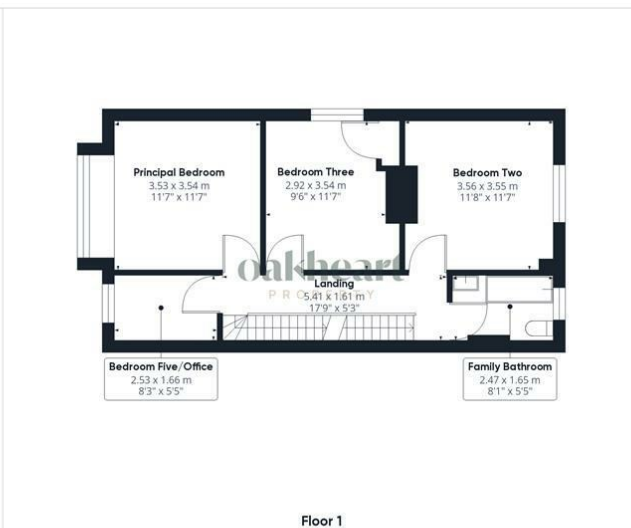 Principal Bedroom
3.53 x 3.54 m
11'7" x 11'7"
Bedroom Three
2.92 x 3.54 m
9'6" x 11'7"
Bedroom Two
3.56 x 3.55 m
11'8" x 11'7"
oakheart
PROPERTY
Landing
5.41 x 1.61 m
17'9" x 5'3"
Bedroom Five/Office
2.53 x 1.66 m
8'3" x 5'5"
Family Bathroom
2.47 x 1.65 m
8'1" x 5'5"
Floor 1